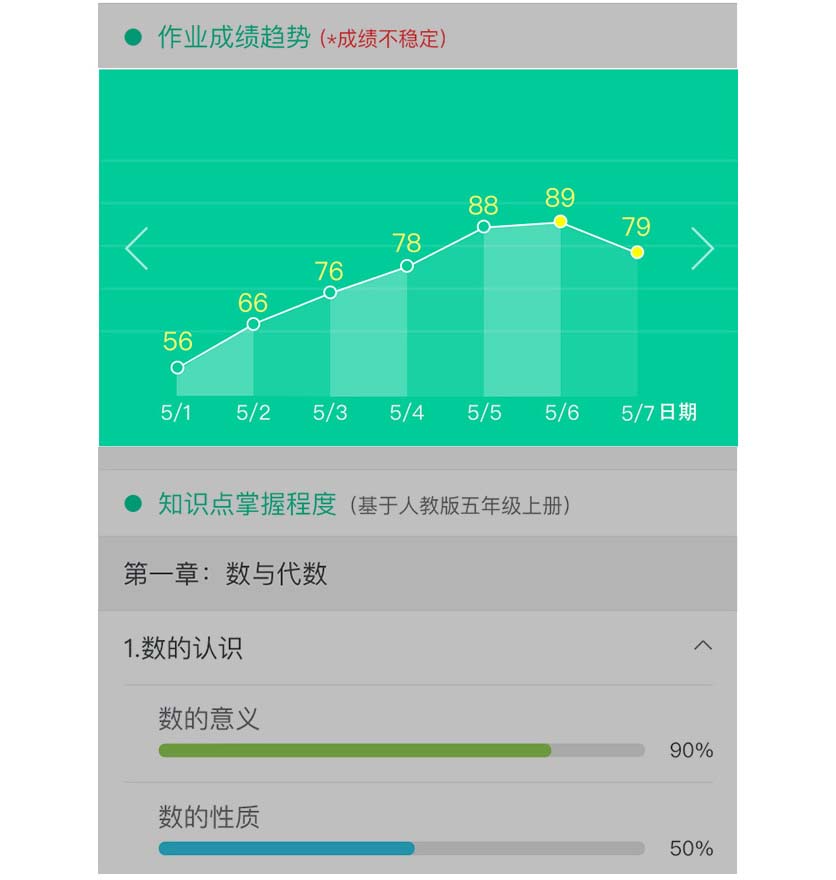 作业成绩趋势 (*成绩不稳定)
56
66
76
78
88
89
79
5/1 5/2 5/3 5/4 5/5 5/6 5/7 日期
知识点掌握程度 (基于人教版五年级上册)
第一章：数与代数
1.数的认识
数的意义
90%
数的性质
50%